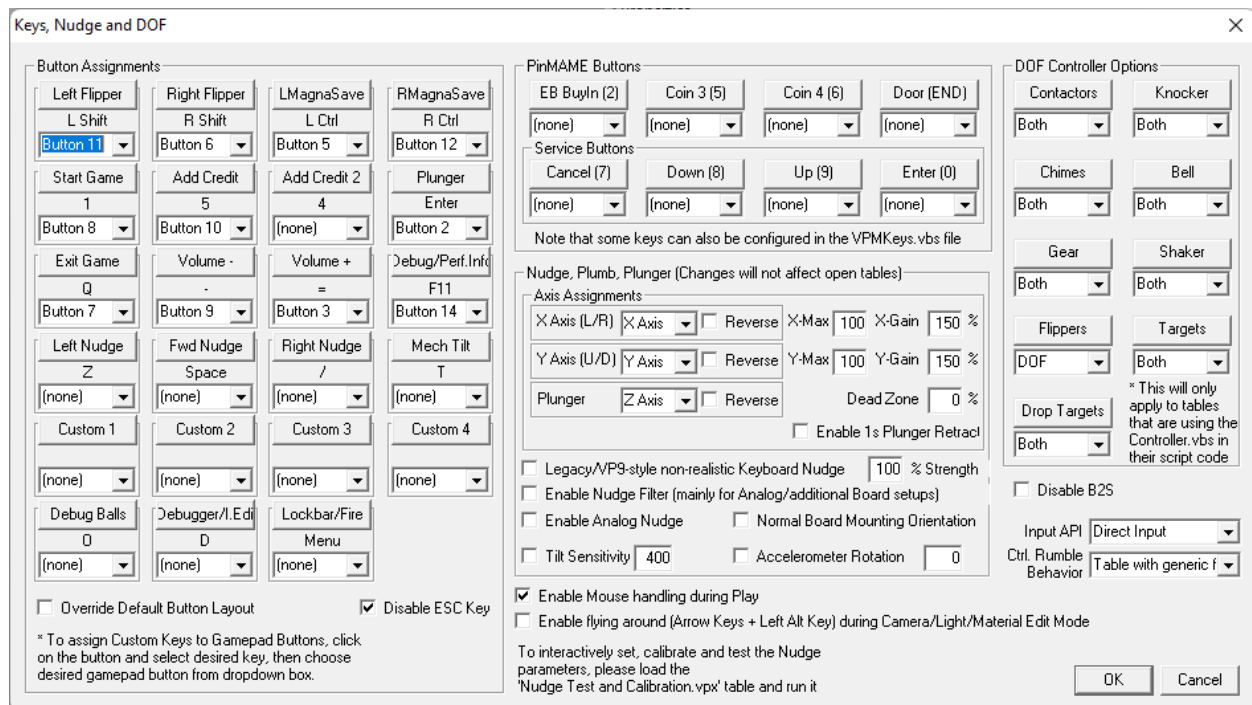 Keys, Nudge and DOF
Button Assignments
Left Flipper Right Flipper LMagnaSave RMagnaSave
L Shift R Shift L Ctrl R Ctrl
Button 11 Button 6 Button 5 Button 12
Start Game Add Credit Add Credit 2 Plunger
1 5 4 Enter
Button 8 Button 10 (none) Button 2
Exit Game Volume - Volume + Debug/Perf.Info
Q - = F11
Button 7 Button 9 Button 3 Button 14
Left Nudge Fwd Nudge Right Nudge Mech Tilt
Z Space / T
(none) (none) (none) (none)
Custom 1 Custom 2 Custom 3 Custom 4
(none) (none) (none) (none)
Debug Balls Debugger/I.Edi Lockbar/Fire
O D Menu
(none) (none) (none)
Override Default Button Layout Disable ESC Key
* To assign Custom Keys to Gamepad Buttons, click
on the button and select desired key, then choose
desired gamepad button from dropdown box.
PinMAME Buttons
EB BuyIn (2) Coin 3 (5) Coin 4 (6) Door (END)
(none) (none) (none) (none)
Service Buttons
Cancel (7) Down (8) Up (9) Enter (0)
(none) (none) (none) (none)
Note that some keys can also be configured in the VPMKeys.vbs file
Nudge, Plumb, Plunger (Changes will not affect open tables)
Axis Assignments
X Axis (L/R) X Axis Reverse X-Max 100 X-Gain 150 %
Y Axis (U/D) Y Axis Reverse Y-Max 100 Y-Gain 150 %
Plunger Z Axis Reverse Dead Zone 0 %
Enable 1s Plunger Retract
Legacy/VP9-style non-realistic Keyboard Nudge 100 % Strength
Enable Nudge Filter (mainly for Analog/additional Board setups)
Enable Analog Nudge Normal Board Mounting Orientation
Tilt Sensitivity 400 Accelerometer Rotation 0
Enable Mouse handling during Play
Enable flying around (Arrow Keys + Left Alt Key) during Camera/Light/Material Edit Mode
To interactively set, calibrate and test the Nudge
parameters, please load the
'Nudge Test and Calibration.vpx' table and run it
DOF Controller Options
Contactors Knocker
Both Both
Chimes Bell
Both Both
Gear Shaker
Both Both
Flippers Targets
DOF Both
Drop Targets
Both
* This will only
apply to tables
that are using the
Controller.vbs in
their script code
Disable B2S
Input API Direct Input
Ctrl. Rumble
Behavior Table with generic f
OK Cancel